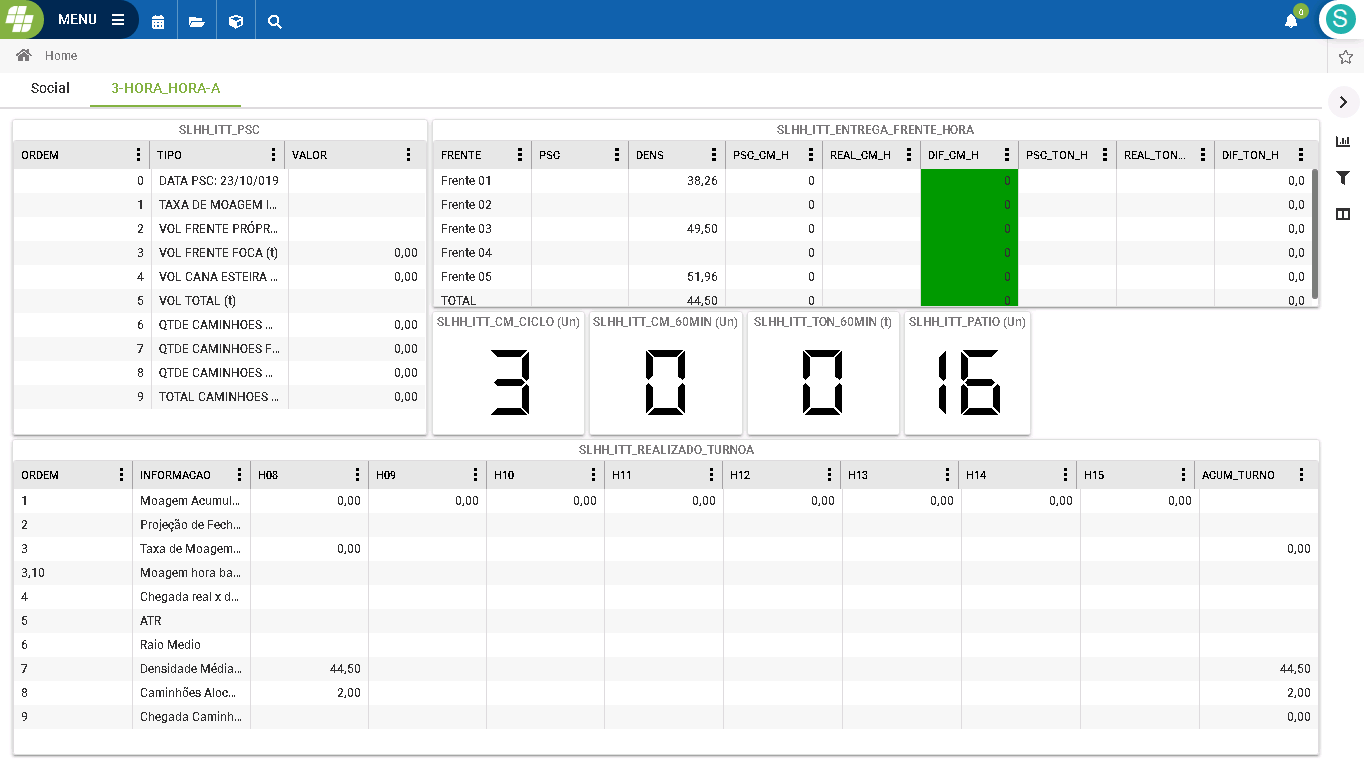 MENU
0
S
Home
Social 3-HORA_HORA-A
SLHH_ITT_PSC
ORDEM TIPO VALOR
0 DATA PSC: 23/10/019
1 TAXA DE MOAGEM I...
2 VOL FRENTE PRÓPR...
3 VOL FRENTE FOCA (t) 0,00
4 VOL CANA ESTEIRA ... 0,00
5 VOL TOTAL (t)
6 QTDE CAMINHOES ... 0,00
7 QTDE CAMINHOES F... 0,00
8 QTDE CAMINHOES ... 0,00
9 TOTAL CAMINHOES ... 0,00
SLHH_ITT_ENTREGA_FRENTE_HORA
FRENTE PSC DENS PSC_CM_H REAL_CM_H DIF_CM_H PSC_TON_H REAL_TON... DIF_TON_H
Frente 01 38,26 0 0 0,0
Frente 02 0 0 0,0
Frente 03 49,50 0 0 0,0
Frente 04 0 0 0,0
Frente 05 51,96 0 0 0,0
TOTAL 44,50 0 0 0,0
SLHH_ITT_CM_CICLO (Un) SLHH_ITT_CM_60MIN (Un) SLHH_ITT_TON_60MIN (t) SLHH_ITT_PATIO (Un)
3 0 0 16
SLHH_ITT_REALIZADO_TURNOA
ORDEM INFORMACAO H08 H09 H10 H11 H12 H13 H14 H15 ACUM_TURNO
1 Moagem Acumul... 0,00 0,00 0,00 0,00 0,00 0,00 0,00 0,00
2 Projeção de Fech...
3 Taxa de Moagem... 0,00 0,00
3,10 Moagem hora ba...
4 Chegada real x d...
5 ATR
6 Raio Medio
7 Densidade Média... 44,50 44,50
8 Caminhões Aloc... 2,00 2,00
9 Chegada Caminh... 0,00